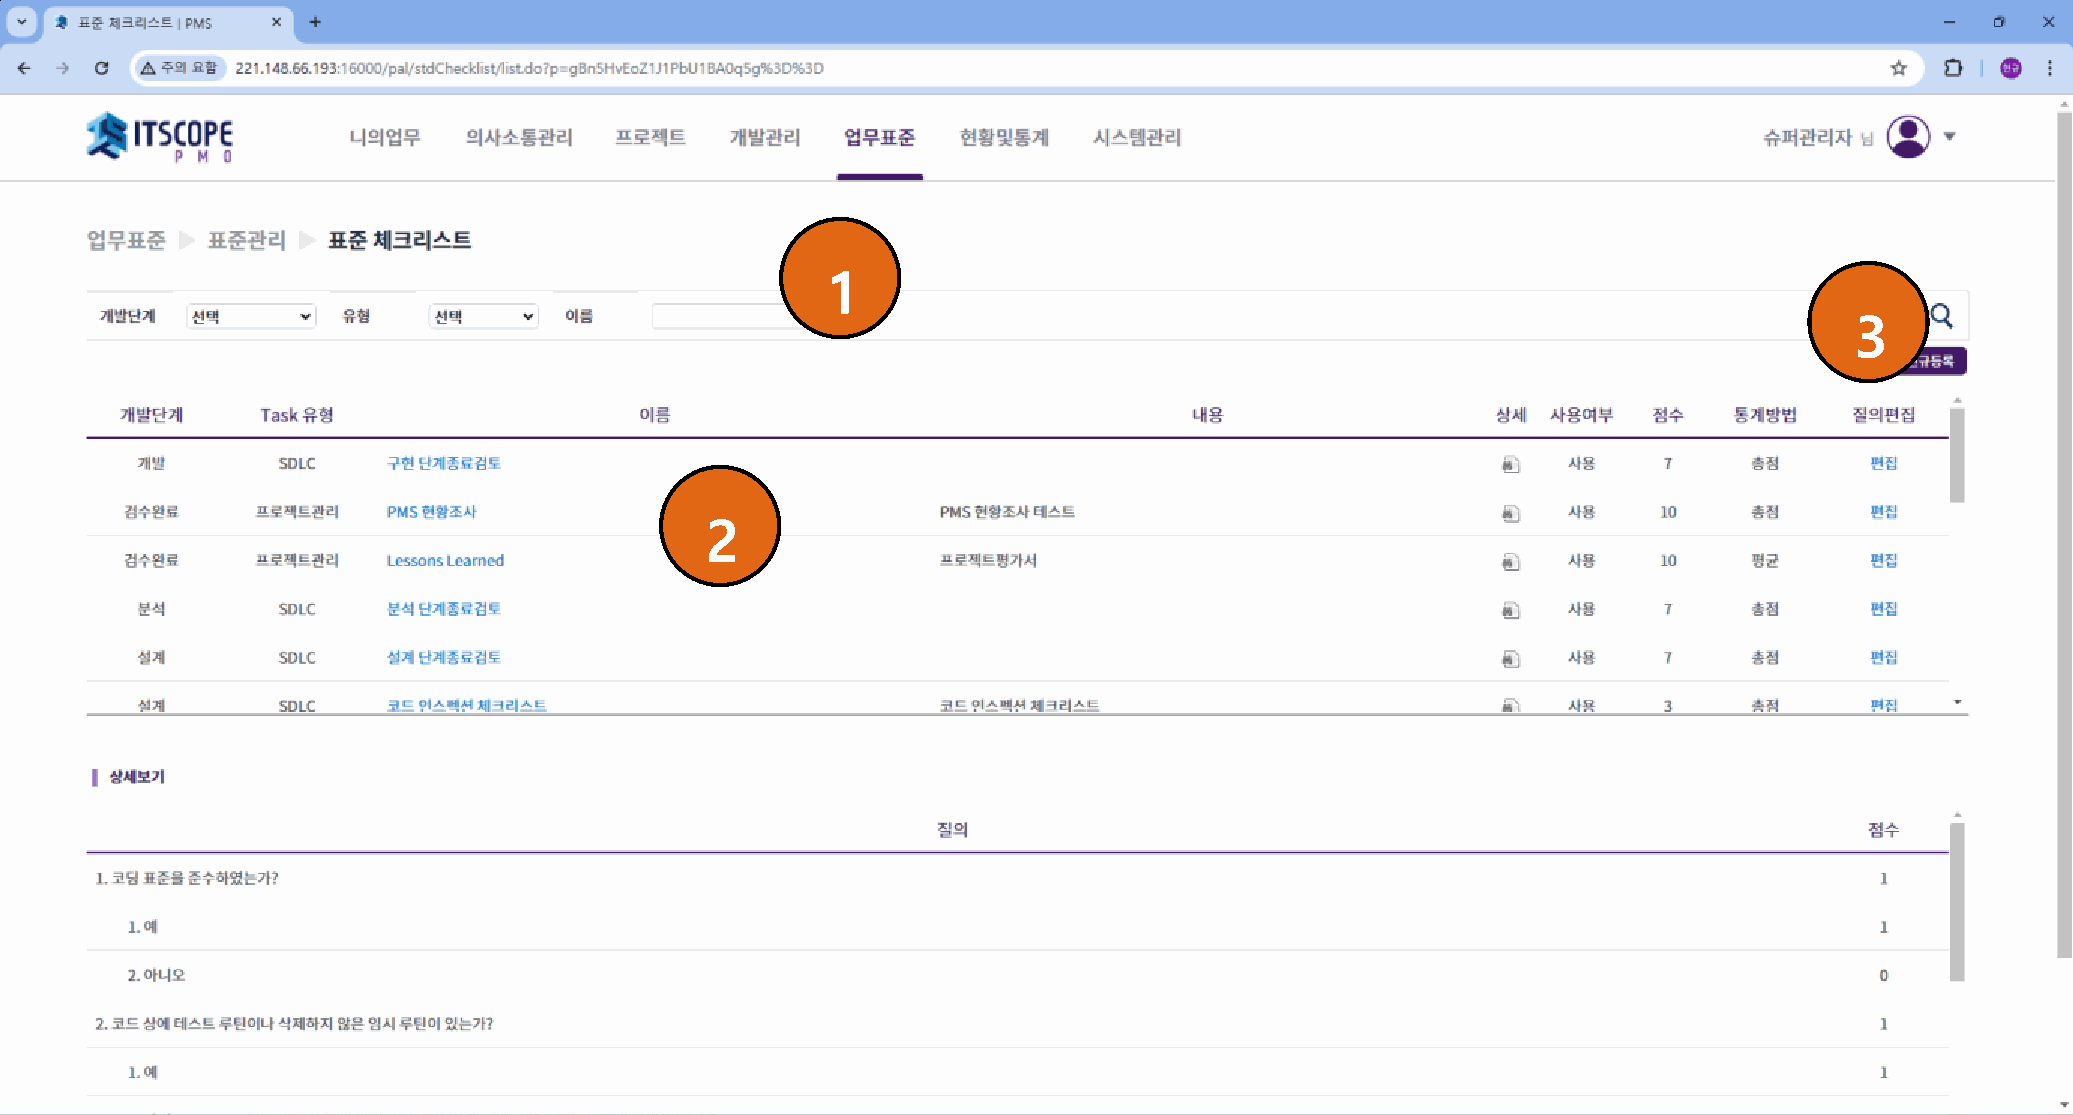 표준 체크리스트 | PMS
주의 요함 221.148.66.193:16000/pal/stdChecklist/list.do?p=gBn5HvEoZ1J1PbU1BA0q5g%3D%3D
현규
ITSCOPE
PMO
나의업무 의사소통관리 프로젝트 개발관리 업무표준 현황및통계 시스템관리
슈퍼관리자 님
업무표준 표준관리 표준 체크리스트
1
개발단계 선택 유형 선택 이름
3
규등록
개발단계 Task 유형 이름 내용 상세 사용여부 점수 통계방법 질의편집
개발 SDLC 구현 단계종료검토 사용 7 총점 편집
검수완료 프로젝트관리 PMS 현황조사 PMS 현황조사 테스트 사용 10 총점 편집
2
검수완료 프로젝트관리 Lessons Learned 프로젝트평가서 사용 10 평균 편집
분석 SDLC 분석 단계종료검토 사용 7 총점 편집
설계 SDLC 설계 단계종료검토 사용 7 총점 편집
설계 SDLC 코드 인스펙션 체크리스트 코드 인스펙션 체크리스트 사용 3 총점 편집
상세보기
질의 점수
1. 코딩 표준을 준수하였는가? 1
1. 예 1
2. 아니오 0
2. 코드 상에 테스트 루틴이나 삭제하지 않은 임시 루틴이 있는가? 1
1. 예 1